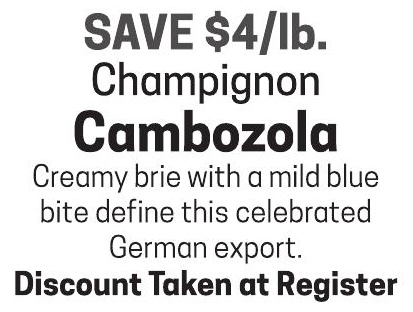 SAVE $4/lb.
Champignon
Cambozola
Creamy brie with a mild blue
bite define this celebrated
German export.
Discount Taken at Register